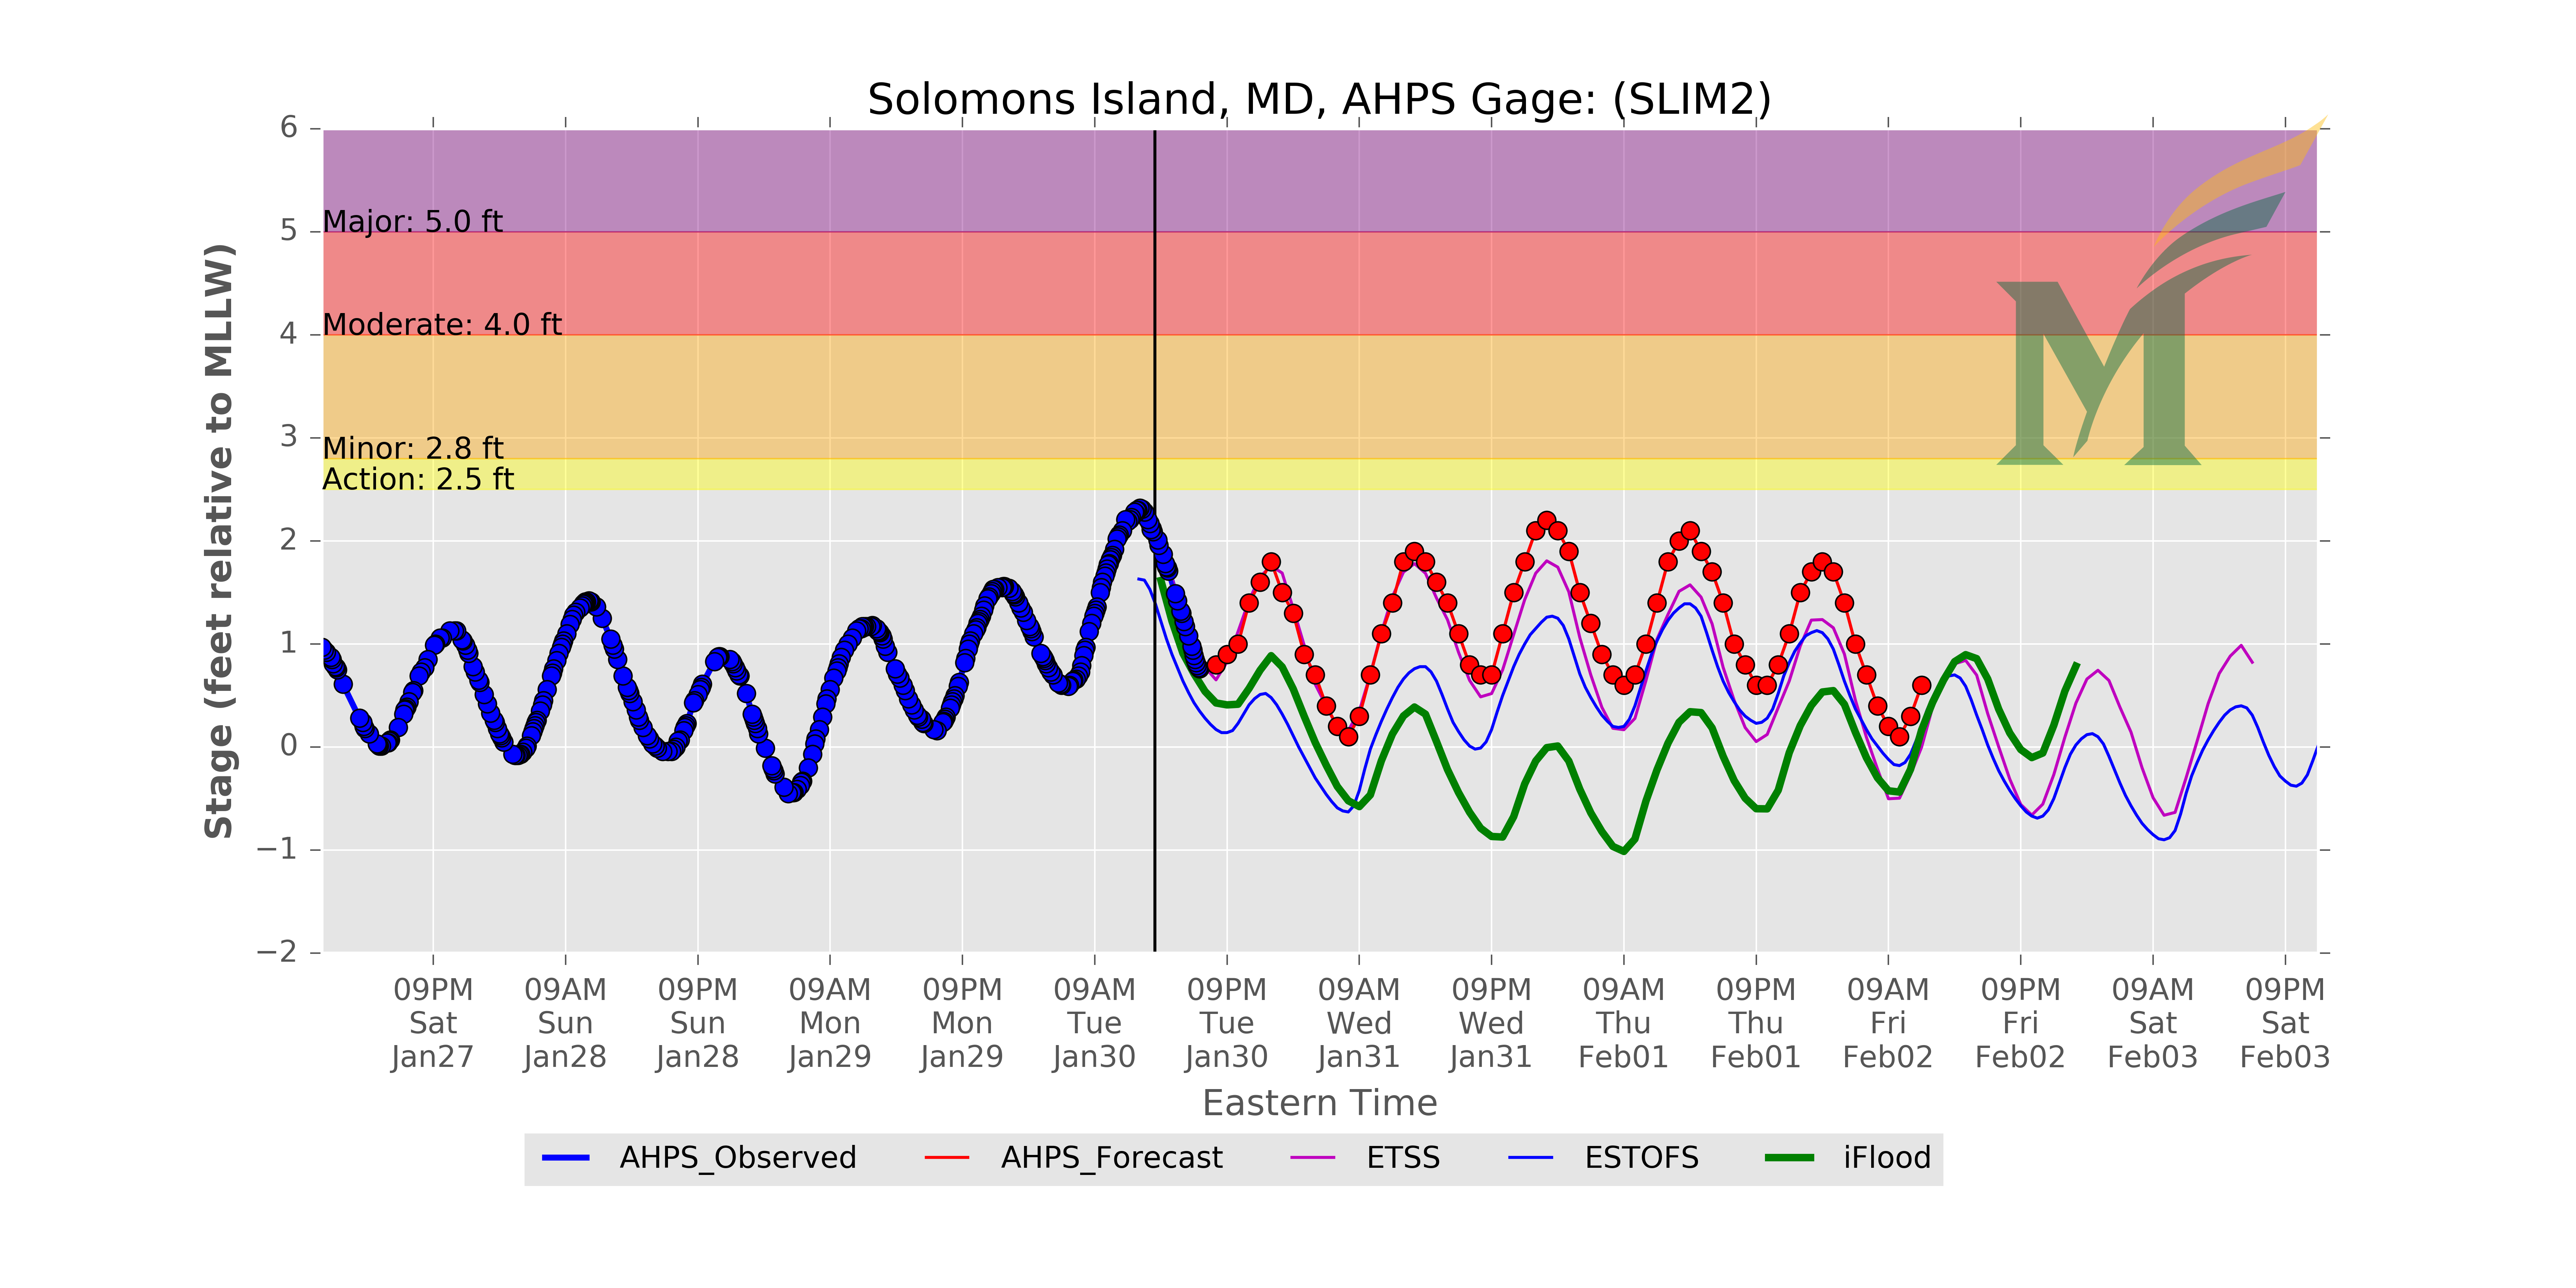 Solomons Island, MD, AHPS Gage: (SLIM2)
Stage (feet relative to MLLW)
6
5
4
3
2
1
0
−1
−2
Major: 5.0 ft
Moderate: 4.0 ft
Minor: 2.8 ft
Action: 2.5 ft
M
09PM 09AM 09PM 09AM 09PM 09AM 09PM 09AM 09PM 09AM 09PM 09AM 09PM 09AM 09PM
Sat Sun Sun Mon Mon Tue Tue Wed Wed Thu Thu Fri Fri Sat Sat
Jan27 Jan28 Jan28 Jan29 Jan29 Jan30 Jan30 Jan31 Jan31 Feb01 Feb01 Feb02 Feb02 Feb03 Feb03
Eastern Time
AHPS_Observed AHPS_Forecast ETSS ESTOFS iFlood